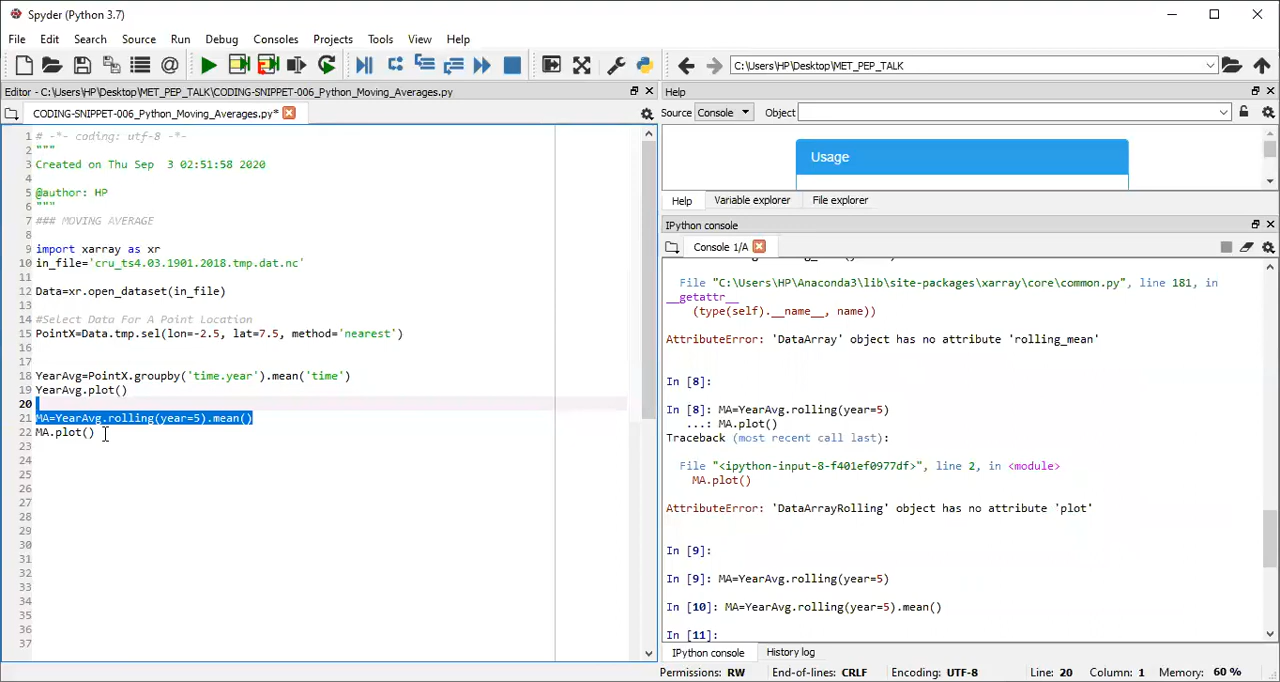 Spyder (Python 3.7)
File Edit Search Source Run Debug Consoles Projects Tools View Help
C:\Users\HP\Desktop\MET_PEP_TALK
Editor - C:\Users\HP\Desktop\MET_PEP_TALK\CODING-SNIPPET-006_Python_Moving_Averages.py
CODING-SNIPPET-006_Python_Moving_Averages.py*
1 # -*- coding: utf-8 -*-
2 """
3 Created on Thu Sep  3 02:51:58 2020
4
5 @author: HP
6 """
7 ### MOVING AVERAGE
8
9 import xarray as xr
10 in_file='cru_ts4.03.1901.2018.tmp.dat.nc'
11
12 Data=xr.open_dataset(in_file)
13
14 #Select Data For A Point Location
15 PointX=Data.tmp.sel(lon=-2.5, lat=7.5, method='nearest')
16
17
18 YearAvg=PointX.groupby('time.year').mean('time')
19 YearAvg.plot()
20
21 MA=YearAvg.rolling(year=5).mean()
22 MA.plot()
23
24
25
26
27
28
29
30
31
32
33
34
35
36
37
Help
Source Console Object
Usage
Help Variable explorer File explorer
IPython console
Console 1/A
File "C:\Users\HP\Anaconda3\lib\site-packages\xarray\core\common.py", line 181, in
__getattr__
(type(self).__name__, name))
AttributeError: 'DataArray' object has no attribute 'rolling_mean'
In [8]:
In [8]: MA=YearAvg.rolling(year=5)
...: MA.plot()
Traceback (most recent call last):
File "<ipython-input-8-f401ef0977df>", line 2, in <module>
MA.plot()
AttributeError: 'DataArrayRolling' object has no attribute 'plot'
In [9]:
In [9]: MA=YearAvg.rolling(year=5)
In [10]: MA=YearAvg.rolling(year=5).mean()
In [11]:
IPython console History log
Permissions: RW End-of-lines: CRLF Encoding: UTF-8 Line: 20 Column: 1 Memory: 60 %